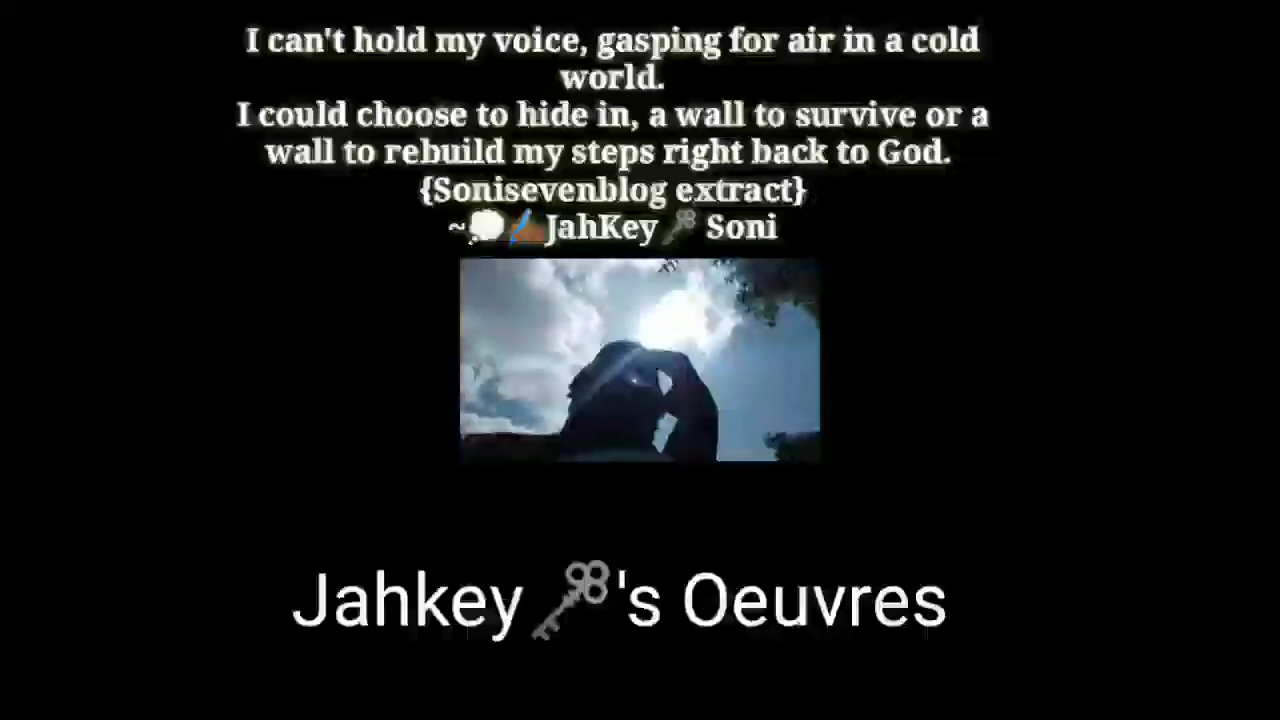 I can't hold my voice, gasping for air in a cold
world.
I could choose to hide in, a wall to survive or a
wall to rebuild my steps right back to God.
{Sonisevenblog extract}
~💭✍🏾JahKey🗝 Soni
Jahkey🗝's Oeuvres